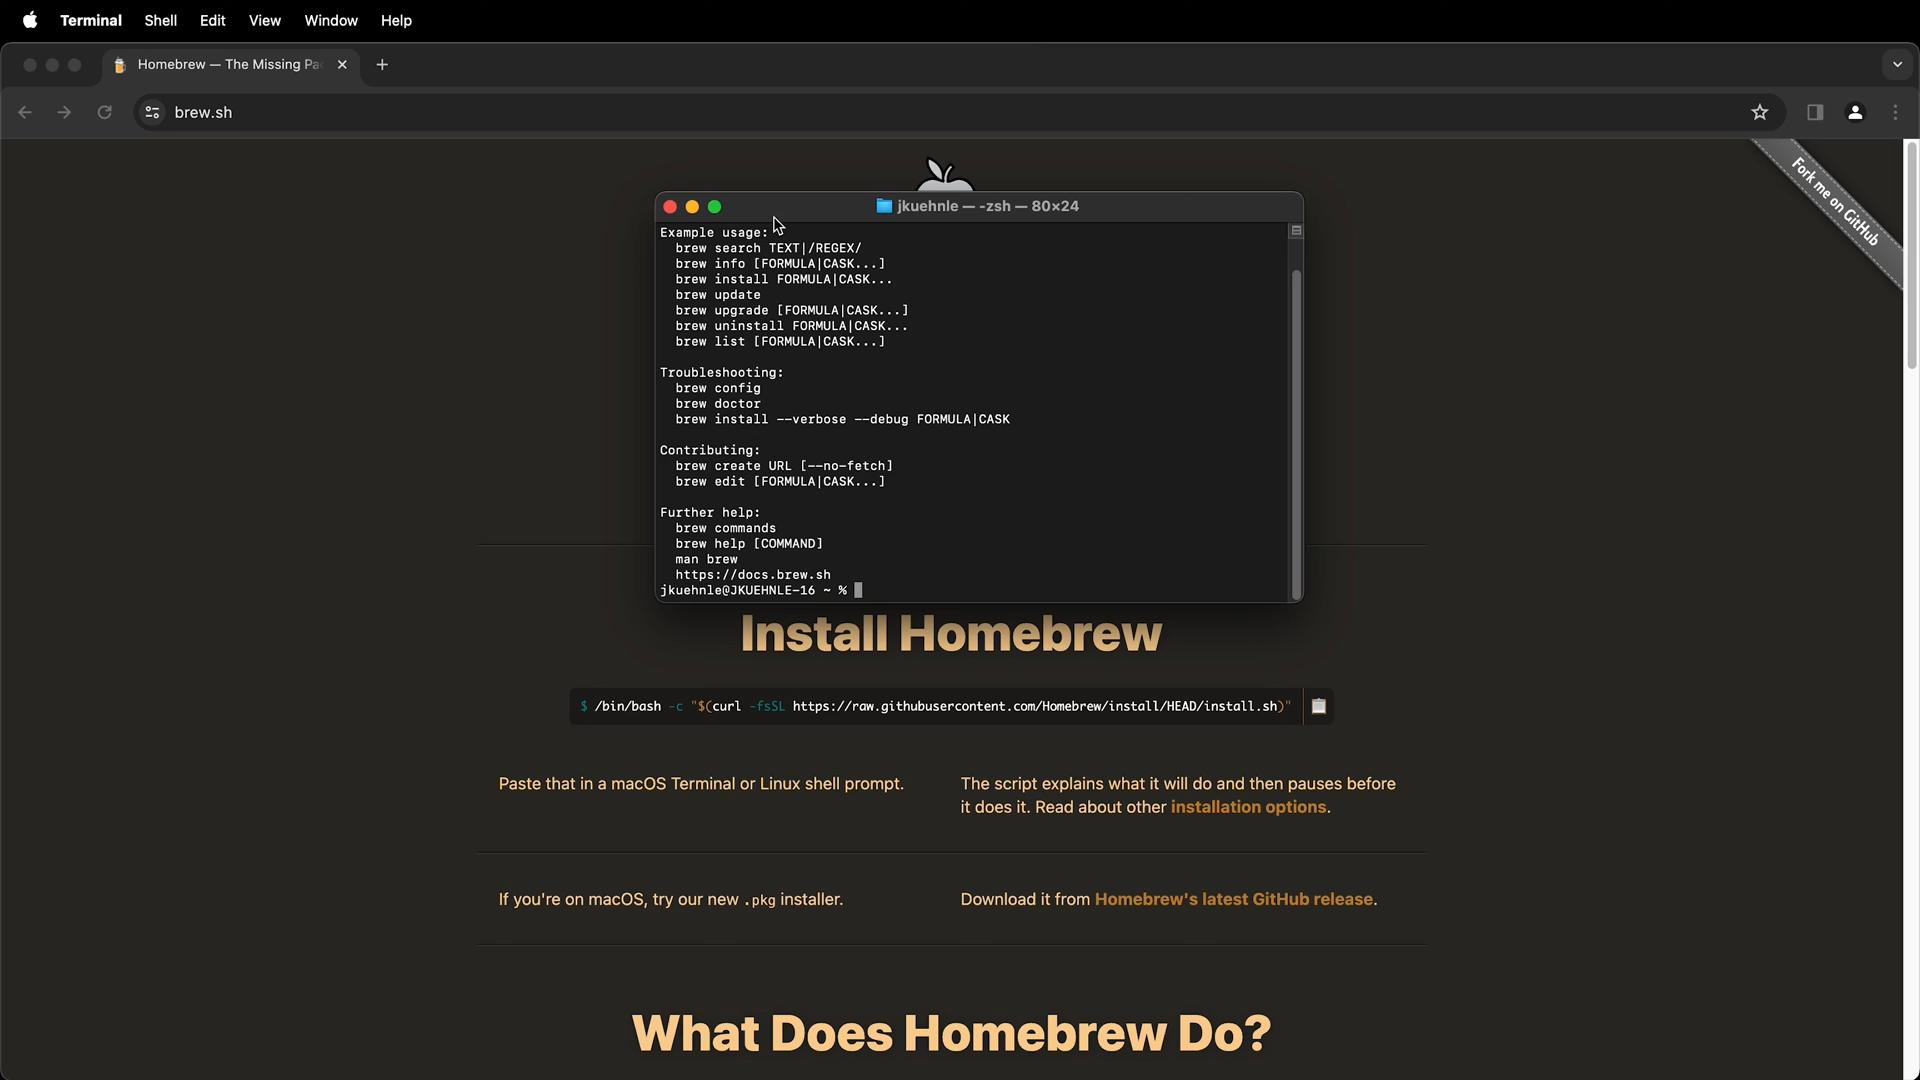 Terminal Shell Edit View Window Help
Homebrew — The Missing Pa
brew.sh
Fork me on GitHub
jkuehnle — -zsh — 80×24
Example usage:
brew search TEXT|/REGEX/
brew info [FORMULA|CASK...]
brew install FORMULA|CASK...
brew update
brew upgrade [FORMULA|CASK...]
brew uninstall FORMULA|CASK...
brew list [FORMULA|CASK...]
Troubleshooting:
brew config
brew doctor
brew install --verbose --debug FORMULA|CASK
Contributing:
brew create URL [--no-fetch]
brew edit [FORMULA|CASK...]
Further help:
brew commands
brew help [COMMAND]
man brew
https://docs.brew.sh
jkuehnle@JKUEHNLE-16 ~ %
Install Homebrew
$ /bin/bash -c "$(curl -fsSL https://raw.githubusercontent.com/Homebrew/install/HEAD/install.sh)"
Paste that in a macOS Terminal or Linux shell prompt.
The script explains what it will do and then pauses before
it does it. Read about other installation options.
If you're on macOS, try our new .pkg installer.
Download it from Homebrew's latest GitHub release.
What Does Homebrew Do?